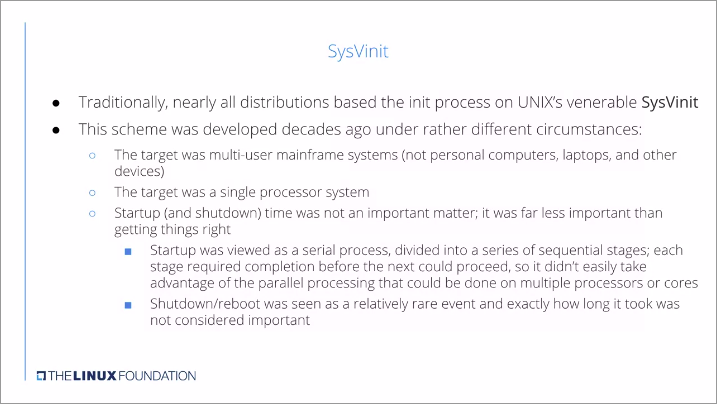 SysVinit
● Traditionally, nearly all distributions based the init process on UNIX's venerable SysVinit
● This scheme was developed decades ago under rather different circumstances:
○ The target was multi-user mainframe systems (not personal computers, laptops, and other
devices)
○ The target was a single processor system
○ Startup (and shutdown) time was not an important matter; it was far less important than
getting things right
■ Startup was viewed as a serial process, divided into a series of sequential stages; each
stage required completion before the next could proceed, so it didn't easily take
advantage of the parallel processing that could be done on multiple processors or cores
■ Shutdown/reboot was seen as a relatively rare event and exactly how long it took was
not considered important
THE LINUX FOUNDATION